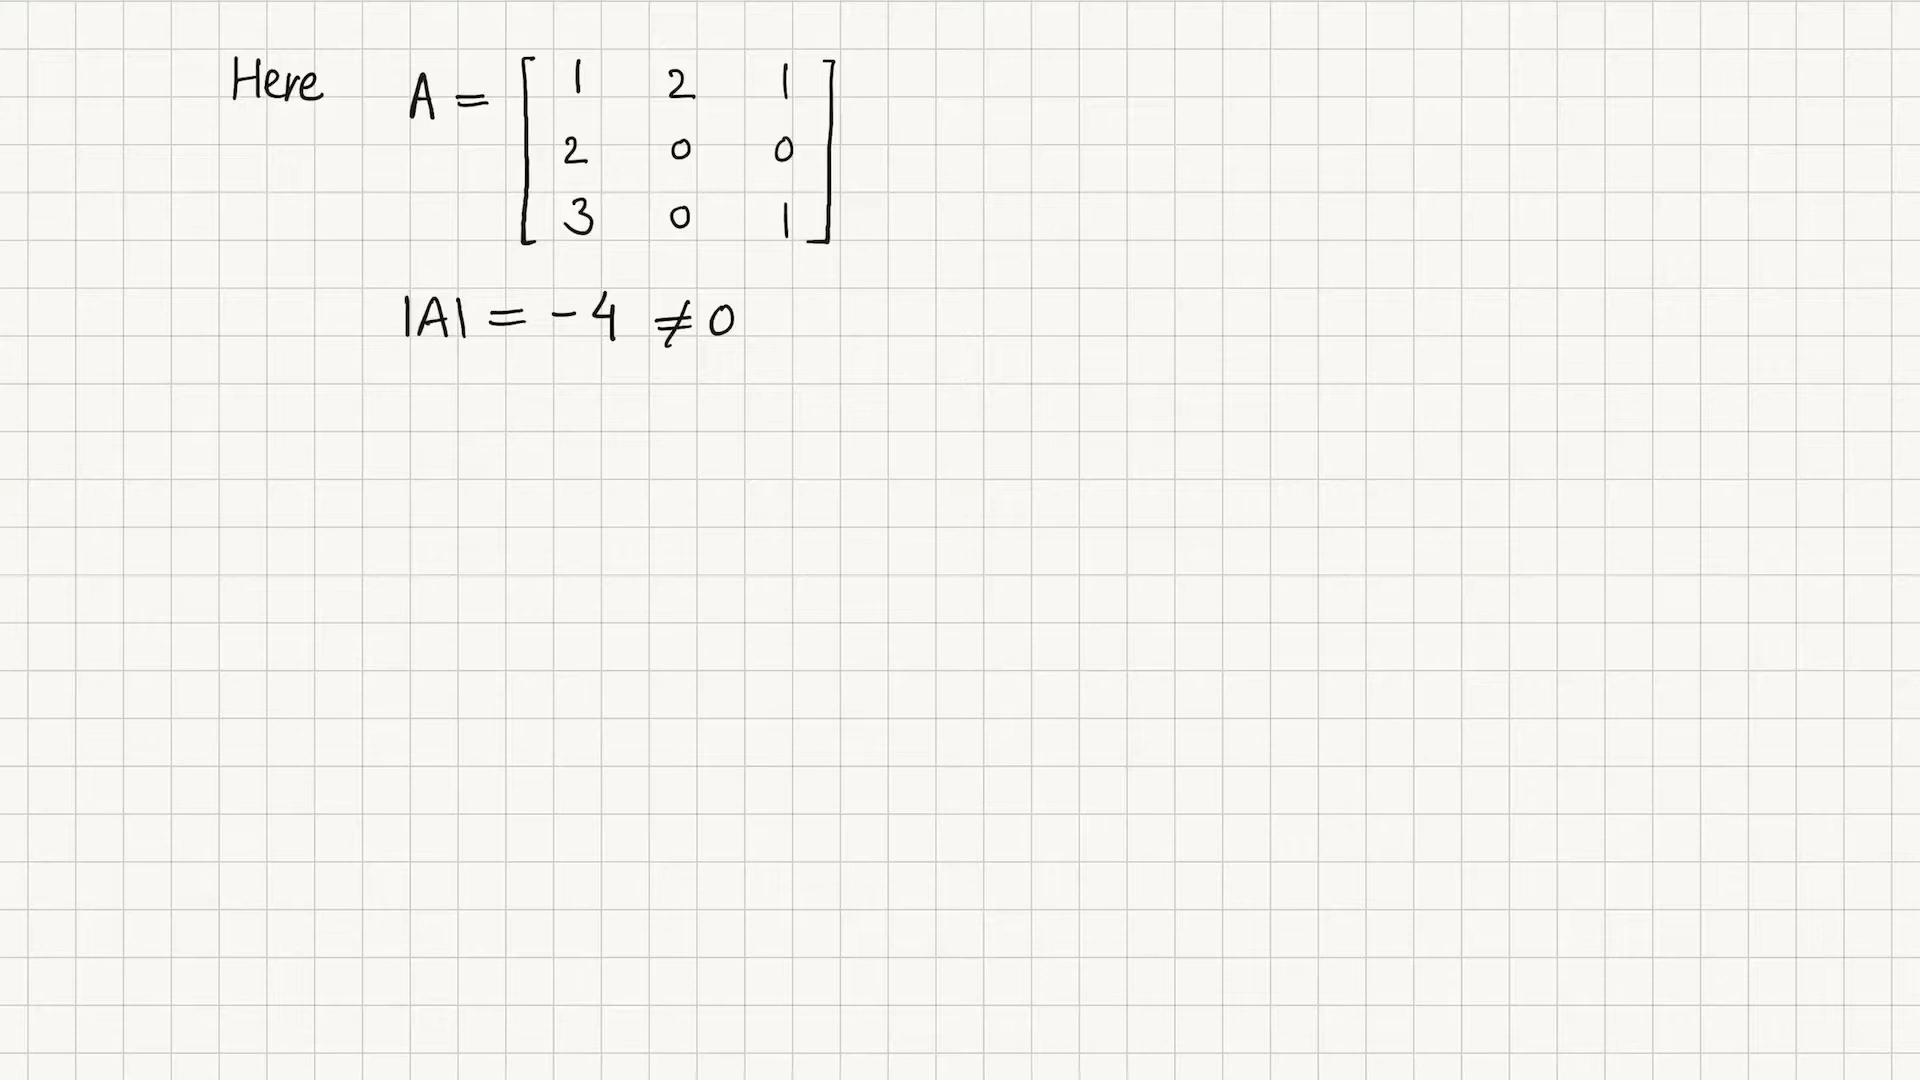 Here A = [ 1 2 1
2 0 0
3 0 1 ]
|A| = -4 ≠ 0